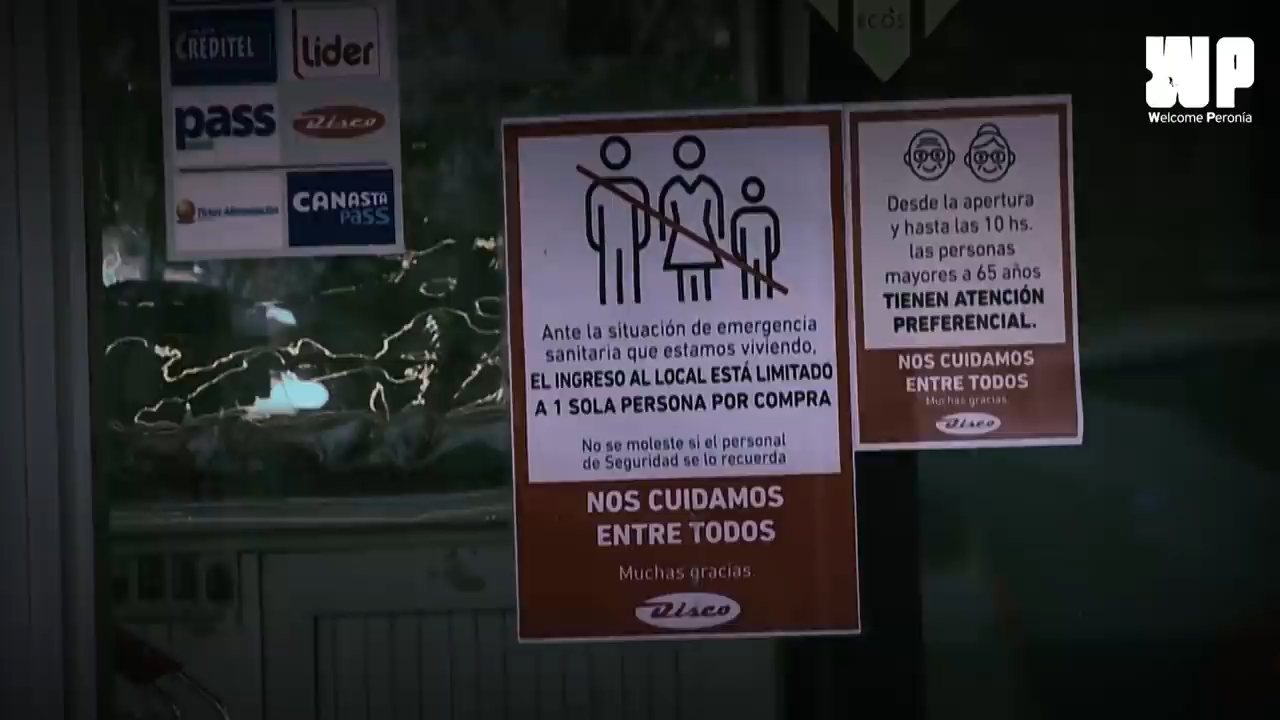 CREDITEL
Líder
pass
Disco
CANASTA
pass
ECOS
WP
Welcome Peronía
Ante la situación de emergencia
sanitaria que estamos viviendo,
EL INGRESO AL LOCAL ESTÁ LIMITADO
A 1 SOLA PERSONA POR COMPRA
No se moleste si el personal
de Seguridad se lo recuerda
NOS CUIDAMOS
ENTRE TODOS
Muchas gracias.
Disco
Desde la apertura
y hasta las 10 hs.
las personas
mayores a 65 años
TIENEN ATENCIÓN
PREFERENCIAL.
NOS CUIDAMOS
ENTRE TODOS
Muchas gracias.
Disco